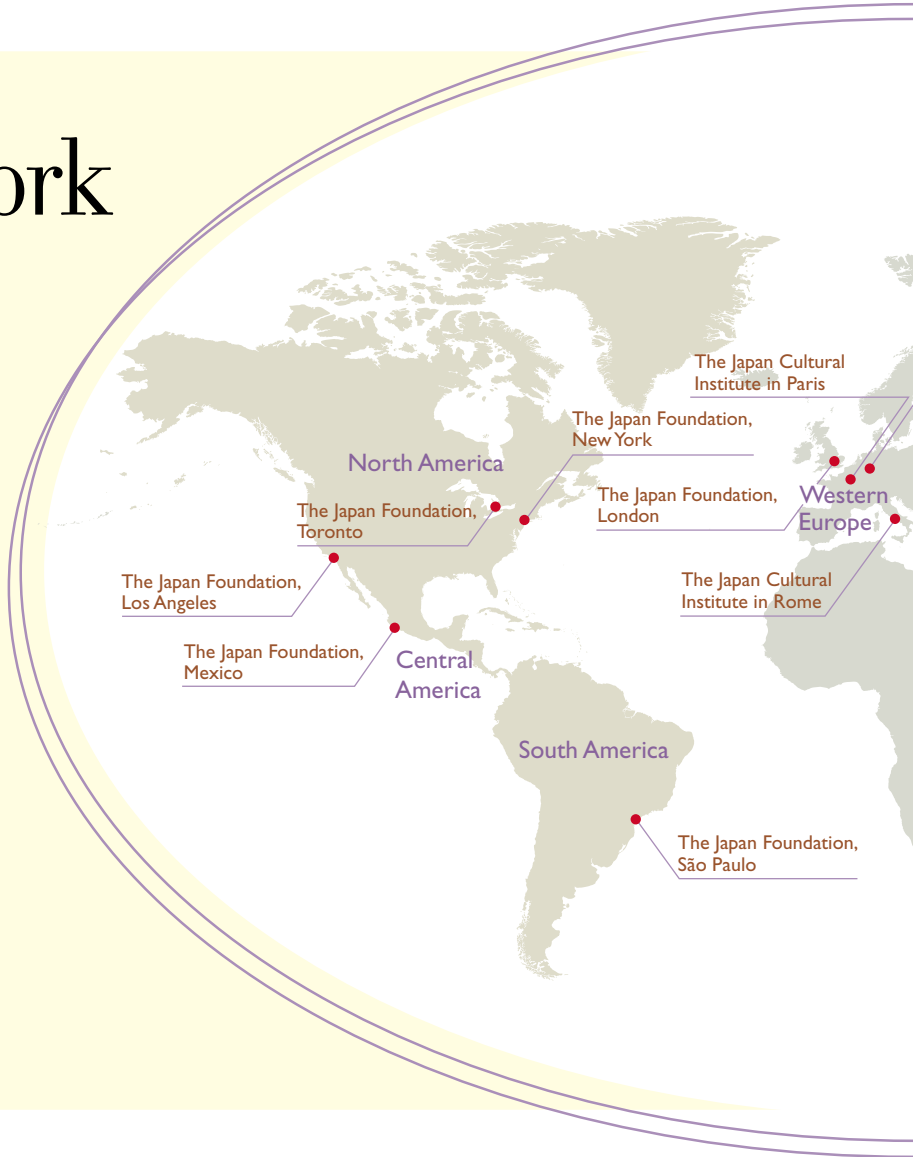 ork
The Japan Cultural
Institute in Paris
The Japan Foundation,
New York
North America
The Japan Foundation,
London
Western
Europe
The Japan Foundation,
Toronto
The Japan Foundation,
Los Angeles
The Japan Cultural
Institute in Rome
The Japan Foundation,
Mexico
Central
America
South America
The Japan Foundation,
São Paulo